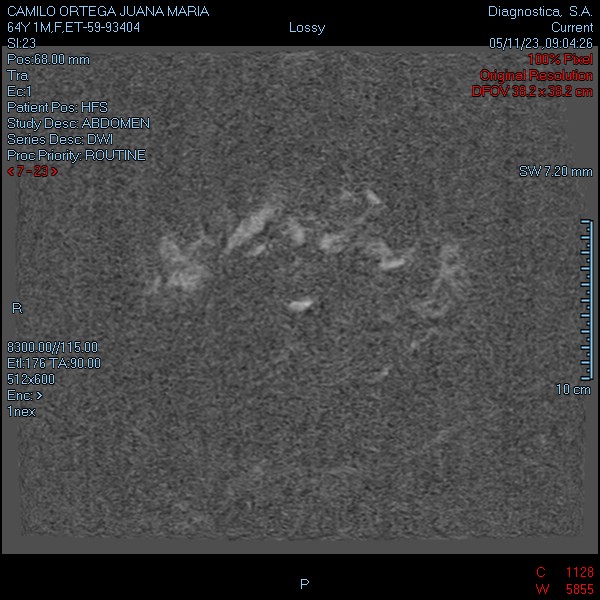 CAMILO ORTEGA JUANA MARIA
64Y 1M,F,ET-59-93404
SI:23
Pos:68.00 mm
Tra
Ec:1
Patient Pos: HFS
Study Desc: ABDOMEN
Series Desc: DWI
Proc Priority: ROUTINE
< 7 - 23 >
Lossy
Diagnostica, S.A.
Current
05/11/23 ,09:04:26
100% Pixel
Original Resolution
DFOV 38.2 x 38.2 cm
SW 7.20 mm
R
8300.00//115.00
Etl:176 TA:90.00
512x600
Enc: >
1nex
10 cm
P
C 1128
W 5855